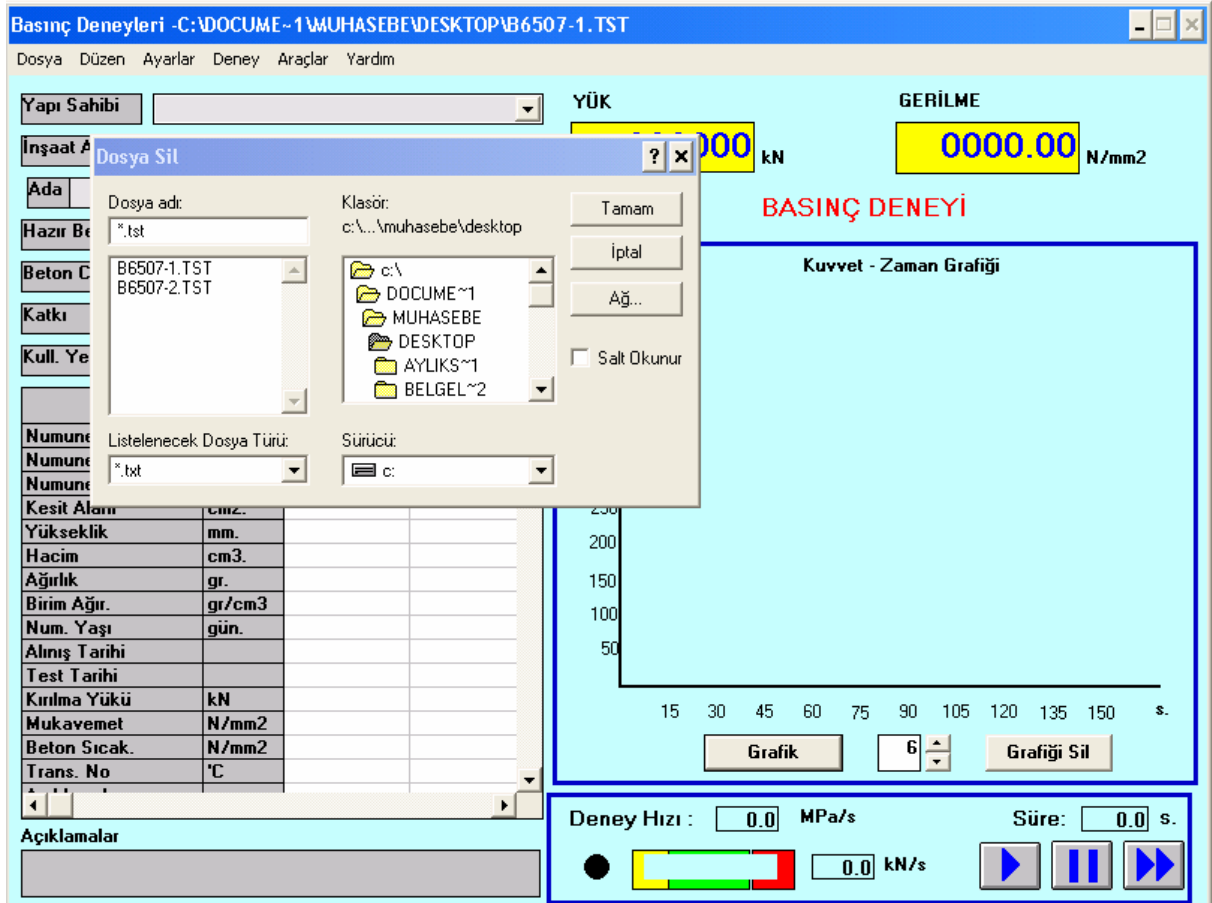 Basınç Deneyleri -C:\DOCUME~1\MUHASEBE\DESKTOP\B6507-1.TST
Dosya Düzen Ayarlar Deney Araçlar Yardım
Yapı Sahibi
İnşaat A
Ada
Hazır Be
Beton C
Katkı
Kull. Ye
Dosya Sil
Dosya adı:
*.tst
B6507-1.TST
B6507-2.TST
Listelenecek Dosya Türü:
*.txt
Klasör:
c:\...\muhasebe\desktop
c:\
DOCUME~1
MUHASEBE
DESKTOP
AYLIKS~1
BELGEL~2
Sürücü:
c:
Tamam
İptal
Ağ...
Salt Okunur
Numune
Numune
Numune
Kesit Alanı cm2.
Yükseklik mm.
Hacim cm3.
Ağırlık gr.
Birim Ağır. gr/cm3
Num. Yaşı gün.
Alınış Tarihi
Test Tarihi
Kırılma Yükü kN
Mukavemet N/mm2
Beton Sıcak. N/mm2
Trans. No 'C
Açıklamalar
YÜK
000 kN
GERİLME
0000.00 N/mm2
BASINÇ DENEYİ
Kuvvet - Zaman Grafiği
250
200
150
100
50
15 30 45 60 75 90 105 120 135 150 s.
Grafik 6 Grafiği Sil
Deney Hızı : 0.0 MPa/s Süre: 0.0 s.
0.0 kN/s